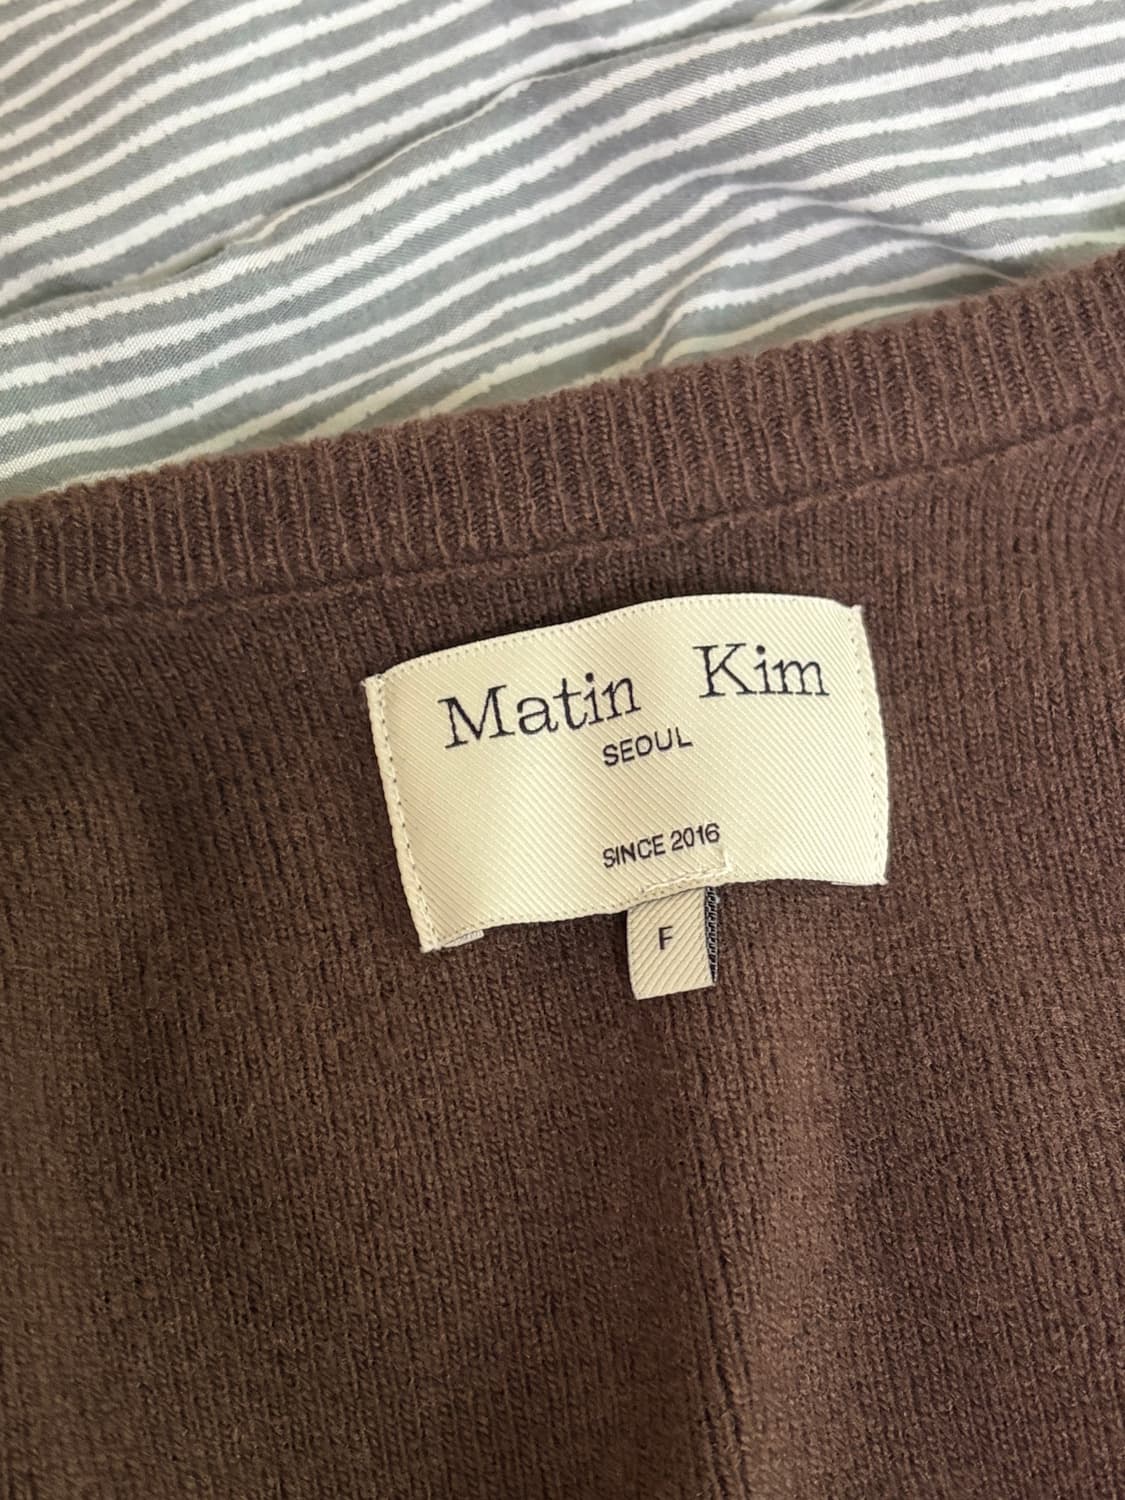 Matin Kim
SEOUL
SINCE 2016
F